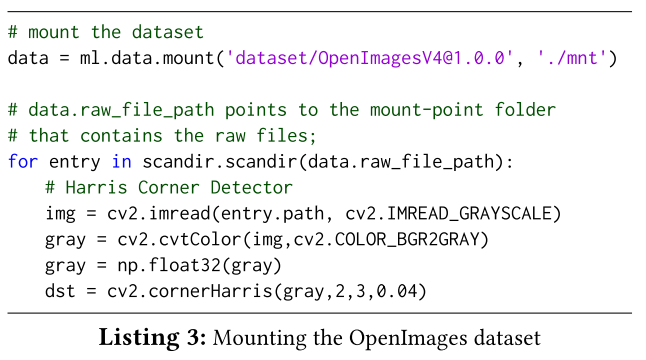 # mount the dataset
data = ml.data.mount('dataset/OpenImagesV4@1.0.0', './mnt')
# data.raw_file_path points to the mount-point folder
# that contains the raw files;
for entry in scandir.scandir(data.raw_file_path):
    # Harris Corner Detector
    img = cv2.imread(entry.path, cv2.IMREAD_GRAYSCALE)
    gray = cv2.cvtColor(img,cv2.COLOR_BGR2GRAY)
    gray = np.float32(gray)
    dst = cv2.cornerHarris(gray,2,3,0.04)
Listing 3: Mounting the OpenImages dataset